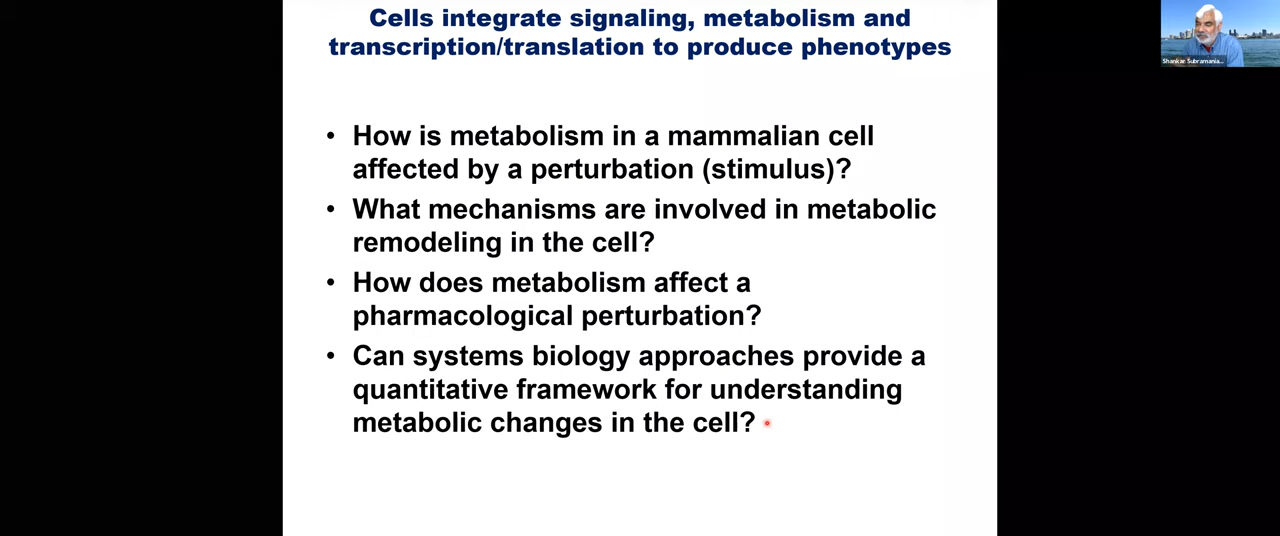 Cells integrate signaling, metabolism and
transcription/translation to produce phenotypes
• How is metabolism in a mammalian cell
affected by a perturbation (stimulus)?
• What mechanisms are involved in metabolic
remodeling in the cell?
• How does metabolism affect a
pharmacological perturbation?
• Can systems biology approaches provide a
quantitative framework for understanding
metabolic changes in the cell?
Shankar Subramania...